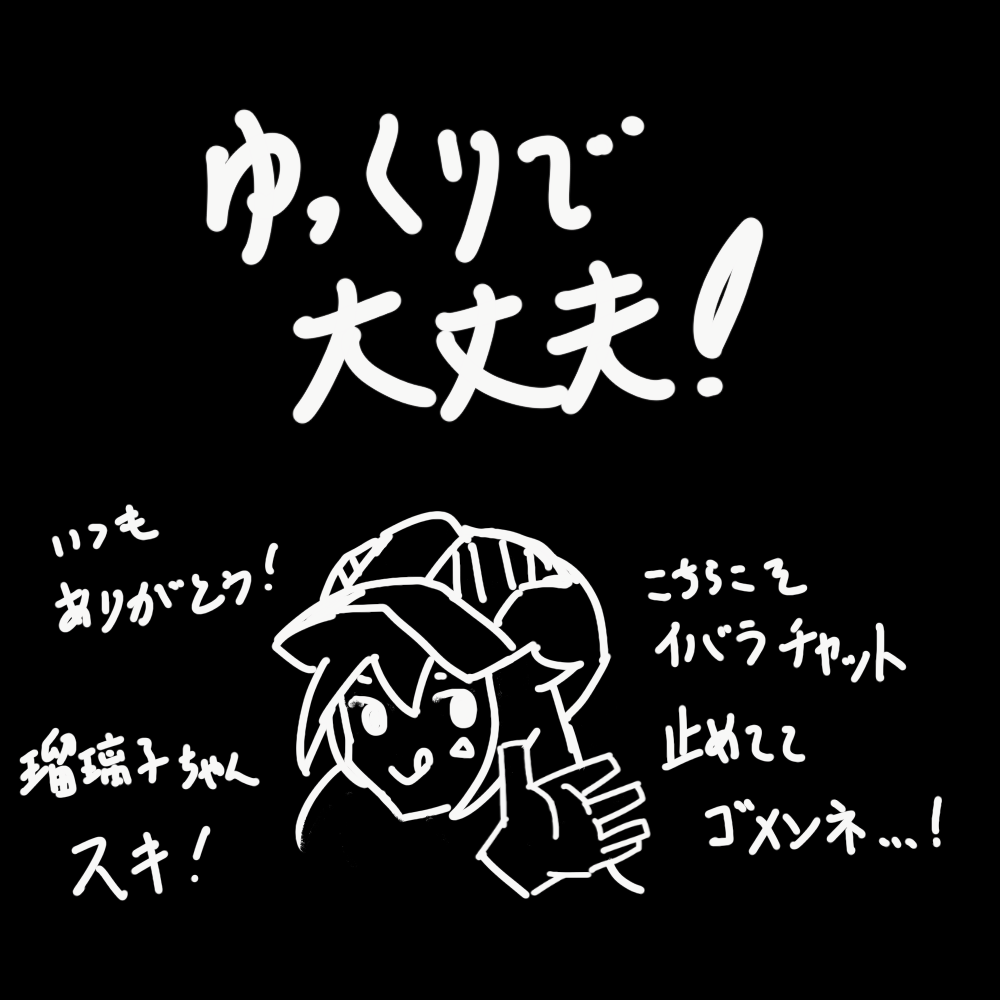 ゆっくりで
大丈夫！
いつも
ありがとう！
瑠璃子ちゃん
スキ！
こちらこそ
イバラチャット
止めてて
ゴメンネ...！